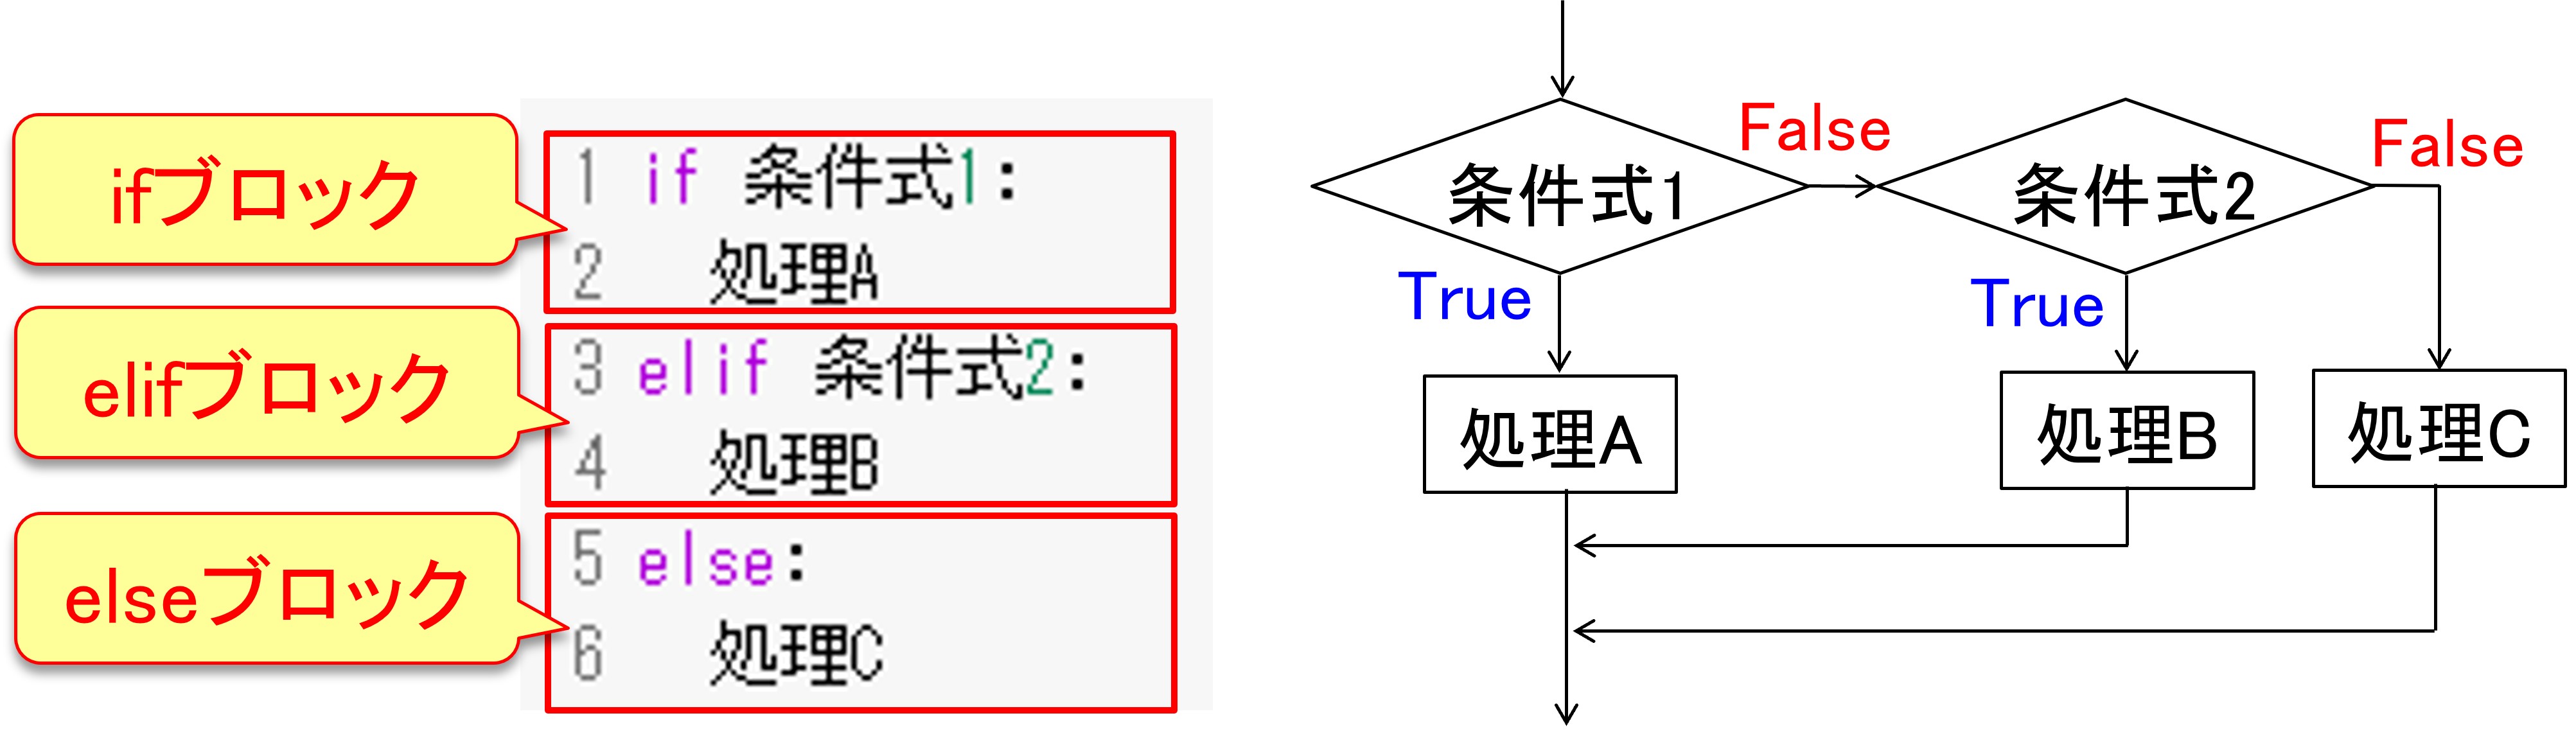 ifブロック
1 if 条件式1:
2 処理A
elifブロック
3 elif 条件式2:
4 処理B
elseブロック
5 else:
6 処理C
条件式1
False
条件式2
False
True
True
処理A
処理B
処理C